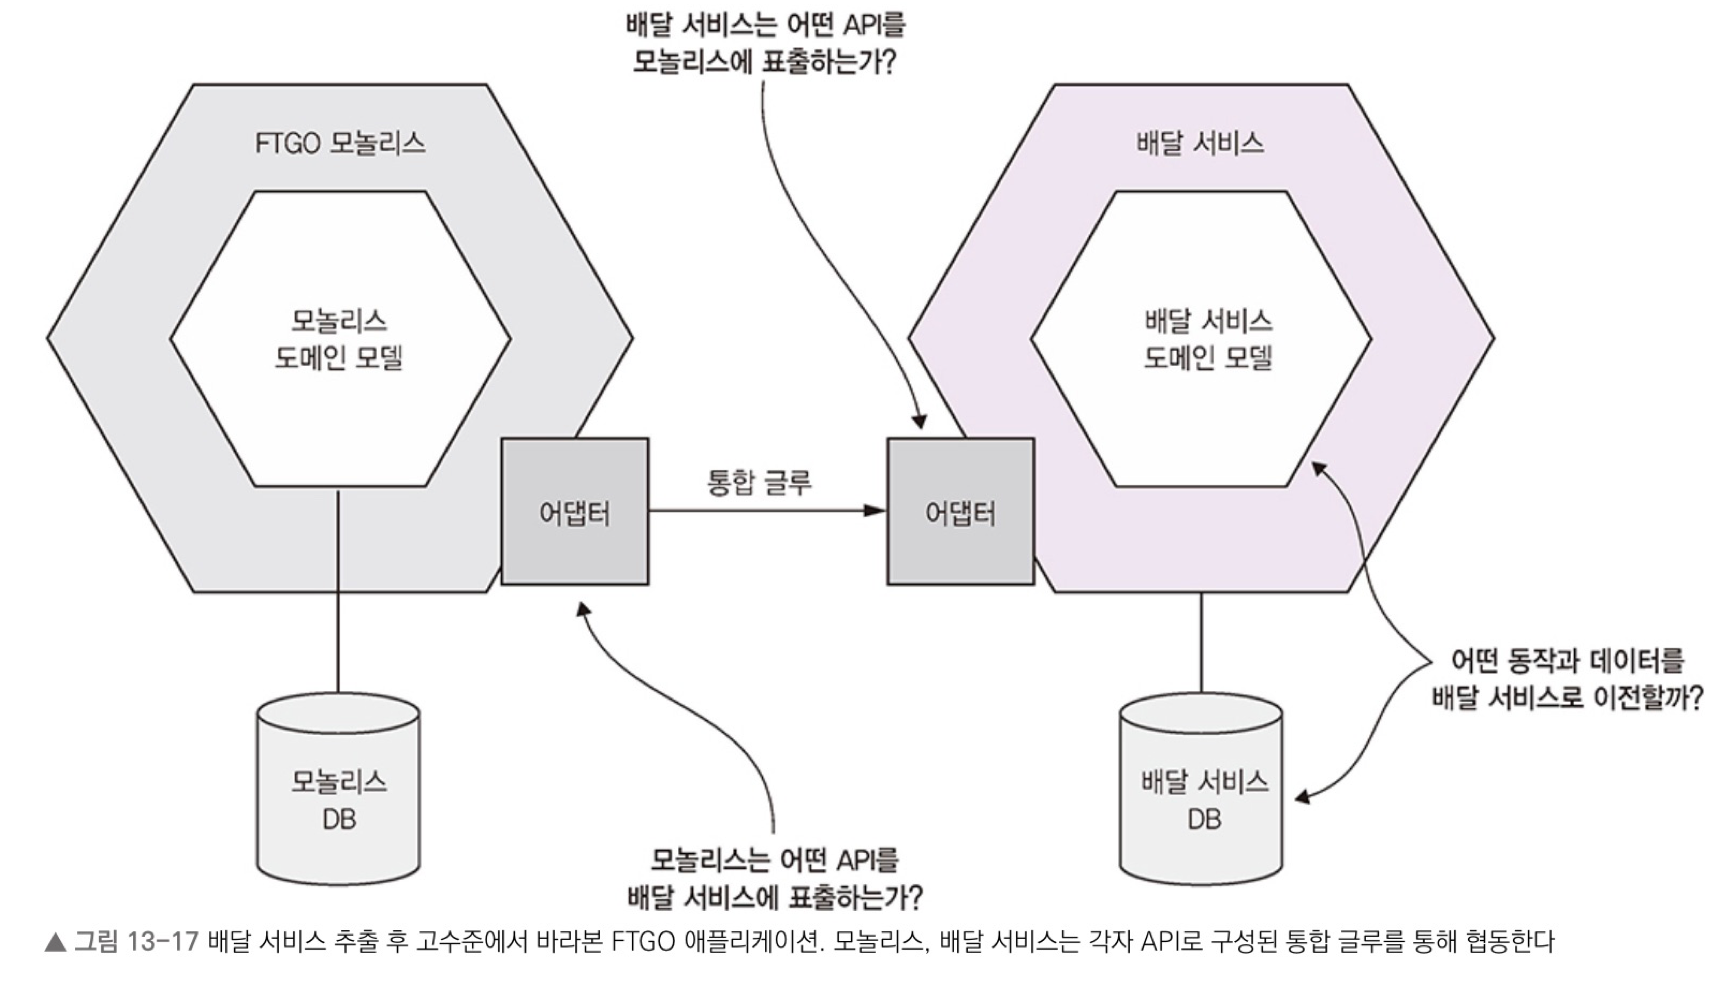 배달 서비스는 어떤 API를
모놀리스에 표출하는가?
FTGO 모놀리스
배달 서비스
모놀리스
도메인 모델
배달 서비스
도메인 모델
어댑터
통합 글루
어댑터
어떤 동작과 데이터를
배달 서비스로 이전할까?
모놀리스
DB
배달 서비스
DB
모놀리스는 어떤 API를
배달 서비스에 표출하는가?
▲ 그림 13-17 배달 서비스 추출 후 고수준에서 바라본 FTGO 애플리케이션. 모놀리스, 배달 서비스는 각자 API로 구성된 통합 글루를 통해 협동한다